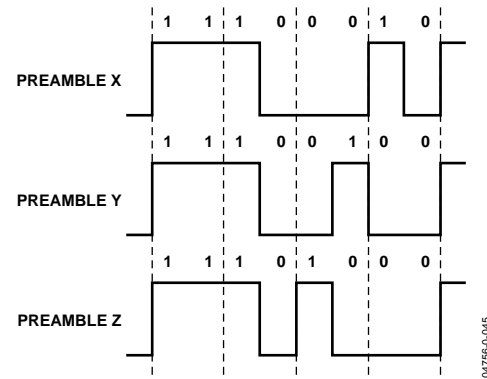 1 1 1 0 0 0 1 0
PREAMBLE X
1 1 1 0 0 1 0 0
PREAMBLE Y
1 1 1 0 1 0 0 0
PREAMBLE Z
04756-0-045